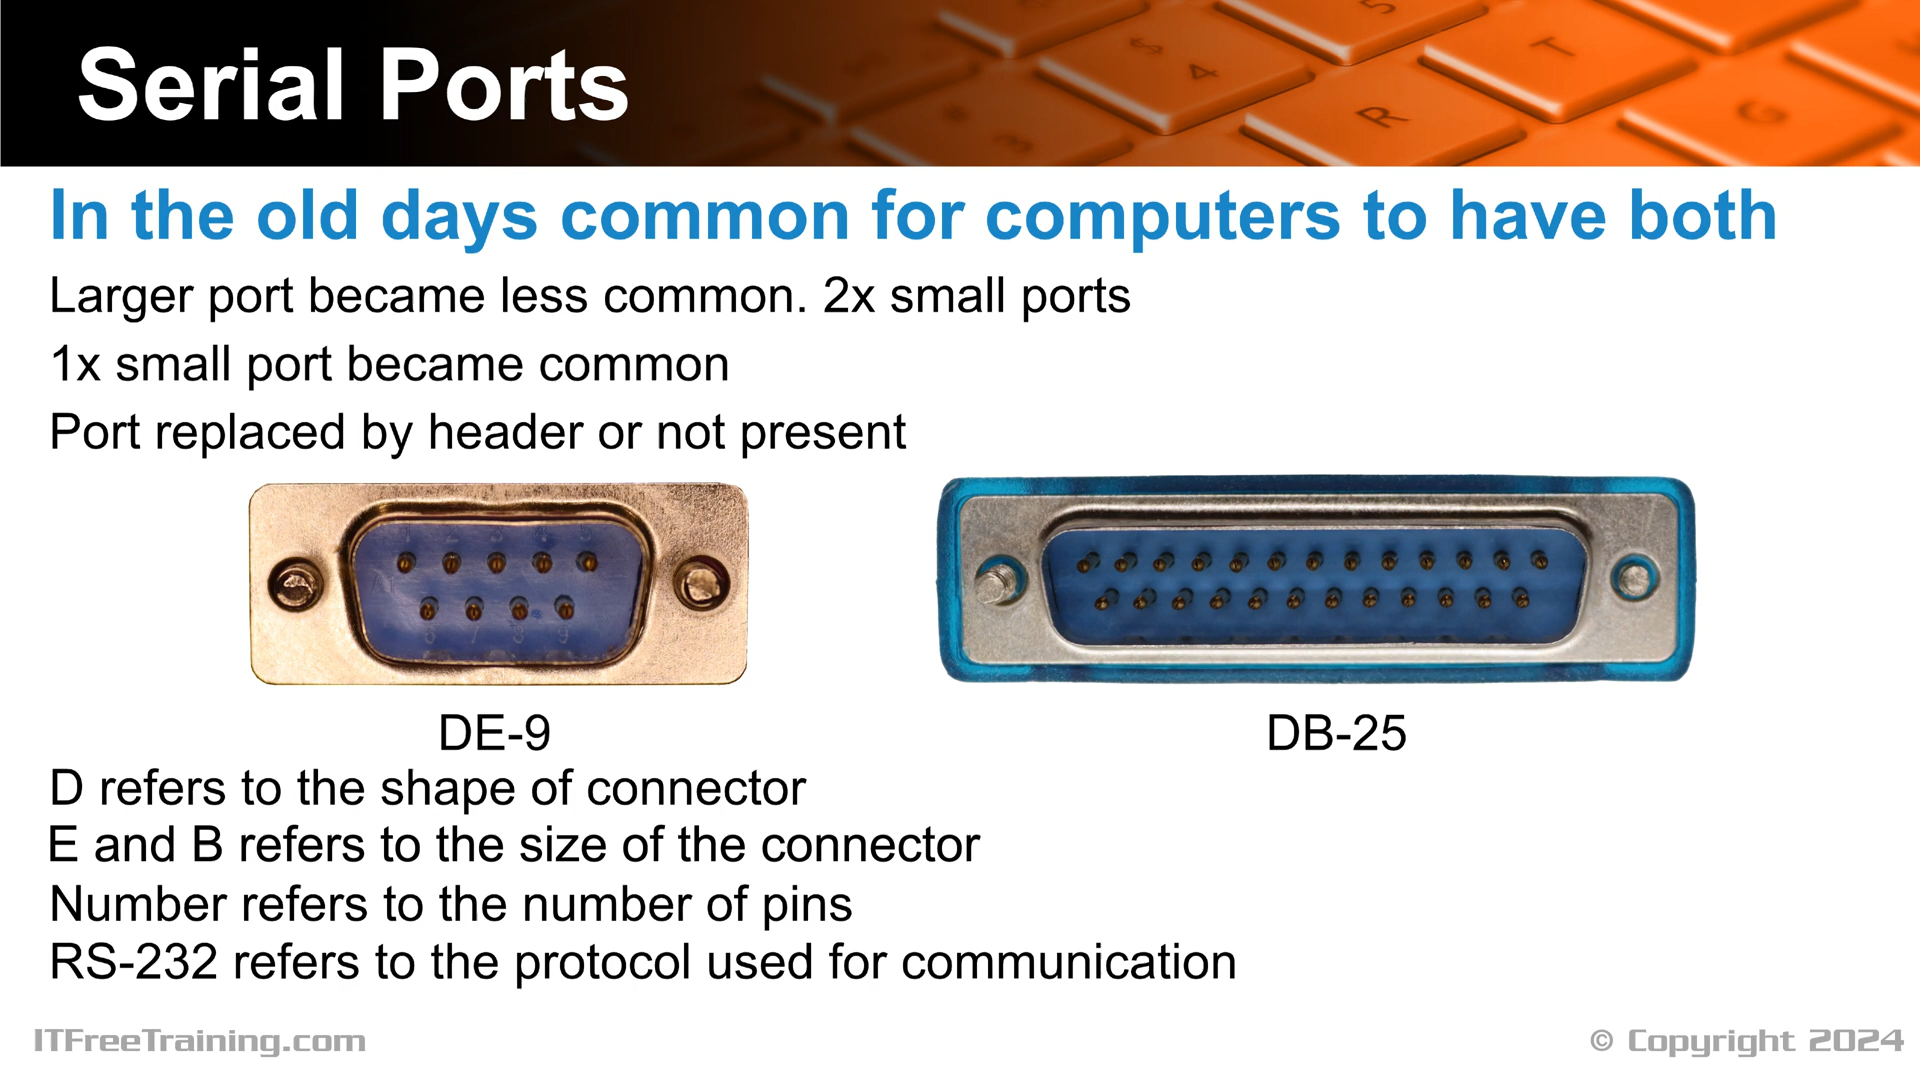 Serial Ports
In the old days common for computers to have both
Larger port became less common. 2x small ports
1x small port became common
Port replaced by header or not present
DE-9
DB-25
D refers to the shape of connector
E and B refers to the size of the connector
Number refers to the number of pins
RS-232 refers to the protocol used for communication
ITFreeTraining.com
© Copyright 2024